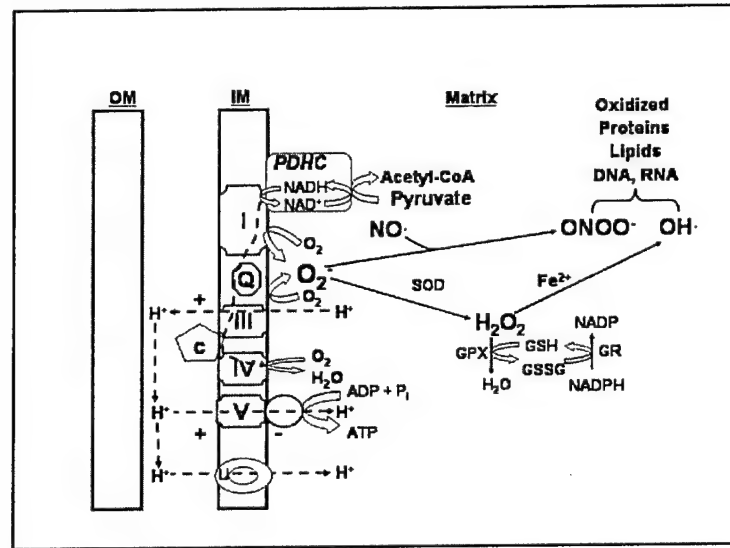 OM
IM
Matrix
Oxidized
Proteins
Lipids
DNA, RNA
PDHC
NADH
NAD⁺
Acetyl-CoA
Pyruvate
I
O₂
NO·
ONOO⁻
OH·
Q
O₂⁻
O₂
SOD
Fe²⁺
+
H⁺
III
H⁺
H₂O₂
C
NADP
GPX
GSH
GSSG
GR
H₂O
NADPH
IV
O₂
H₂O
ADP + Pᵢ
H⁺
V
H⁺
+
-
ATP
H⁺
U
H⁺